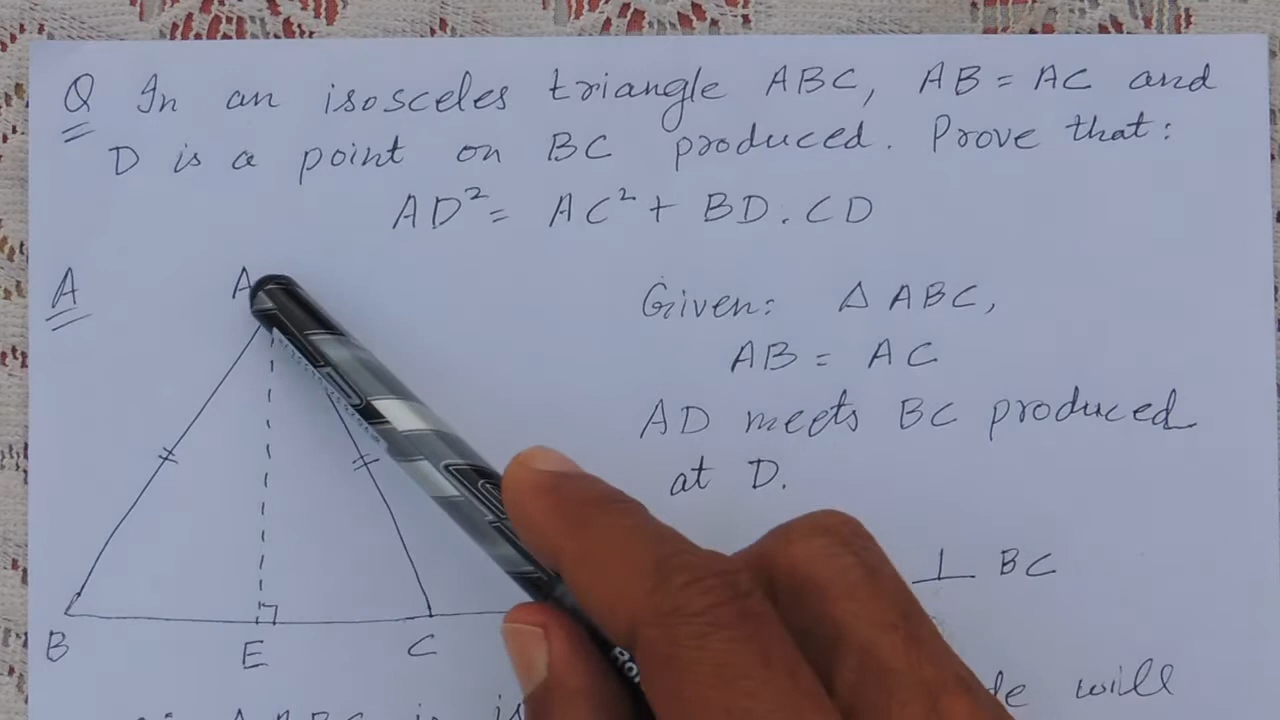 Q In an isosceles triangle ABC, AB = AC and
D is a point on BC produced. Prove that:
AD² = AC² + BD . CD
A
A
Given: △ ABC,
AB = AC
AD meets BC produced
at D.
⊥ BC
B
E
C
will